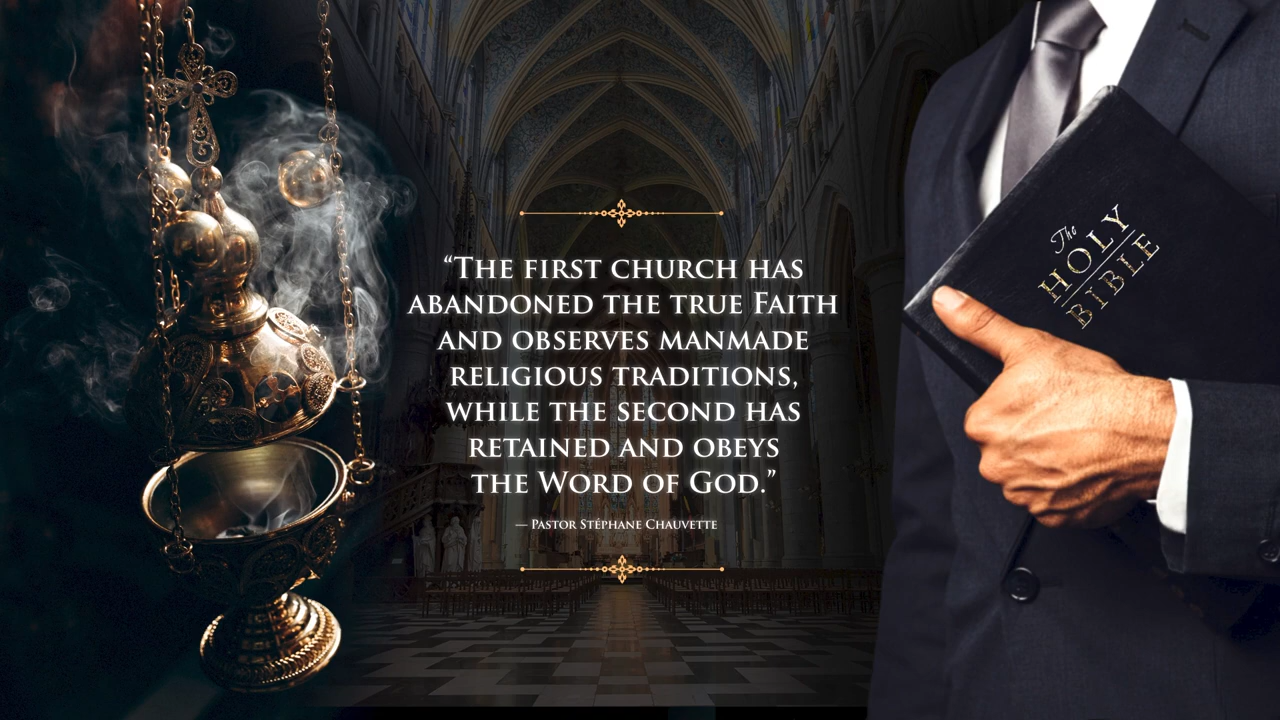 “The first church has
abandoned the true Faith
and observes manmade
religious traditions,
while the second has
retained and obeys
the Word of God.”
— Pastor Stéphane Chauvette
The
HOLY
BIBLE